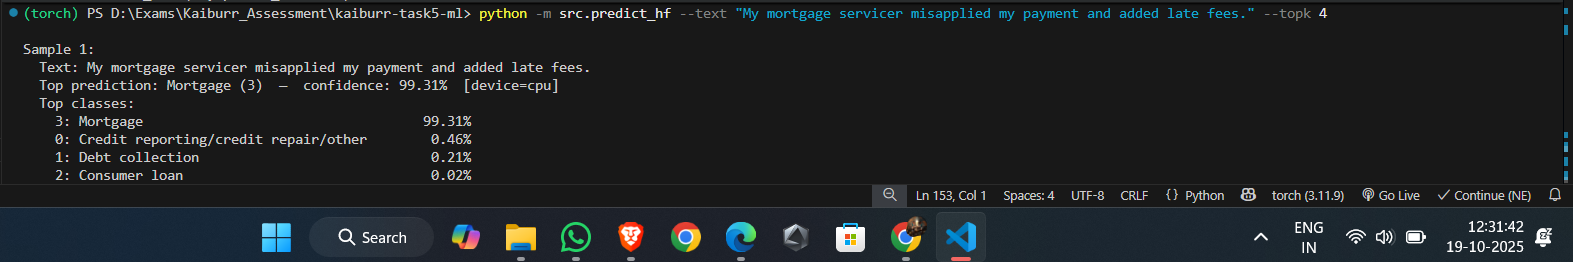 (torch) PS D:\Exams\Kaiburr_Assessment\kaiburr-task5-ml> python -m src.predict_hf --text "My mortgage servicer misapplied my payment and added late fees." --topk 4
Sample 1:
Text: My mortgage servicer misapplied my payment and added late fees.
Top prediction: Mortgage (3) — confidence: 99.31% [device=cpu]
Top classes:
3: Mortgage 99.31%
0: Credit reporting/credit repair/other 0.46%
1: Debt collection 0.21%
2: Consumer loan 0.02%
Ln 153, Col 1 Spaces: 4 UTF-8 CRLF {} Python torch (3.11.9) Go Live Continue (NE)
Search
ENG
IN
12:31:42
19-10-2025